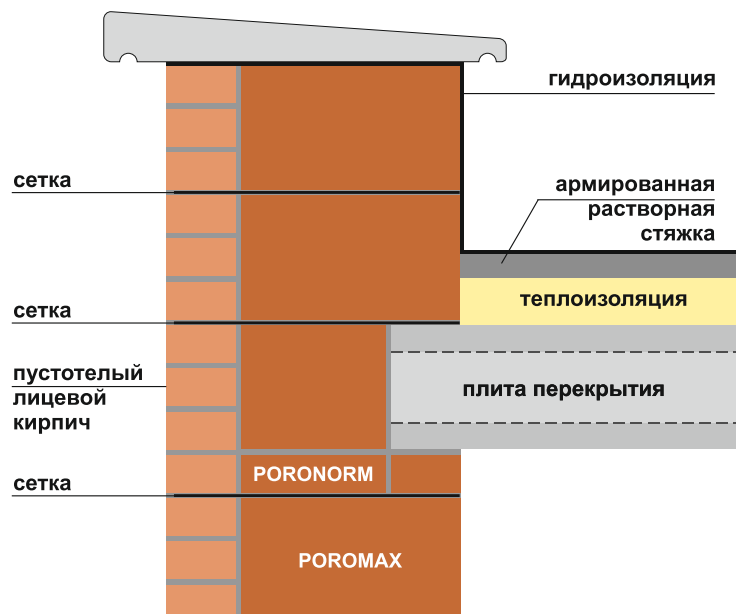 гидроизоляция
сетка
армированная
растворная
стяжка
теплоизоляция
сетка
пустотелый
лицевой
кирпич
плита перекрытия
PORONORM
сетка
POROMAX